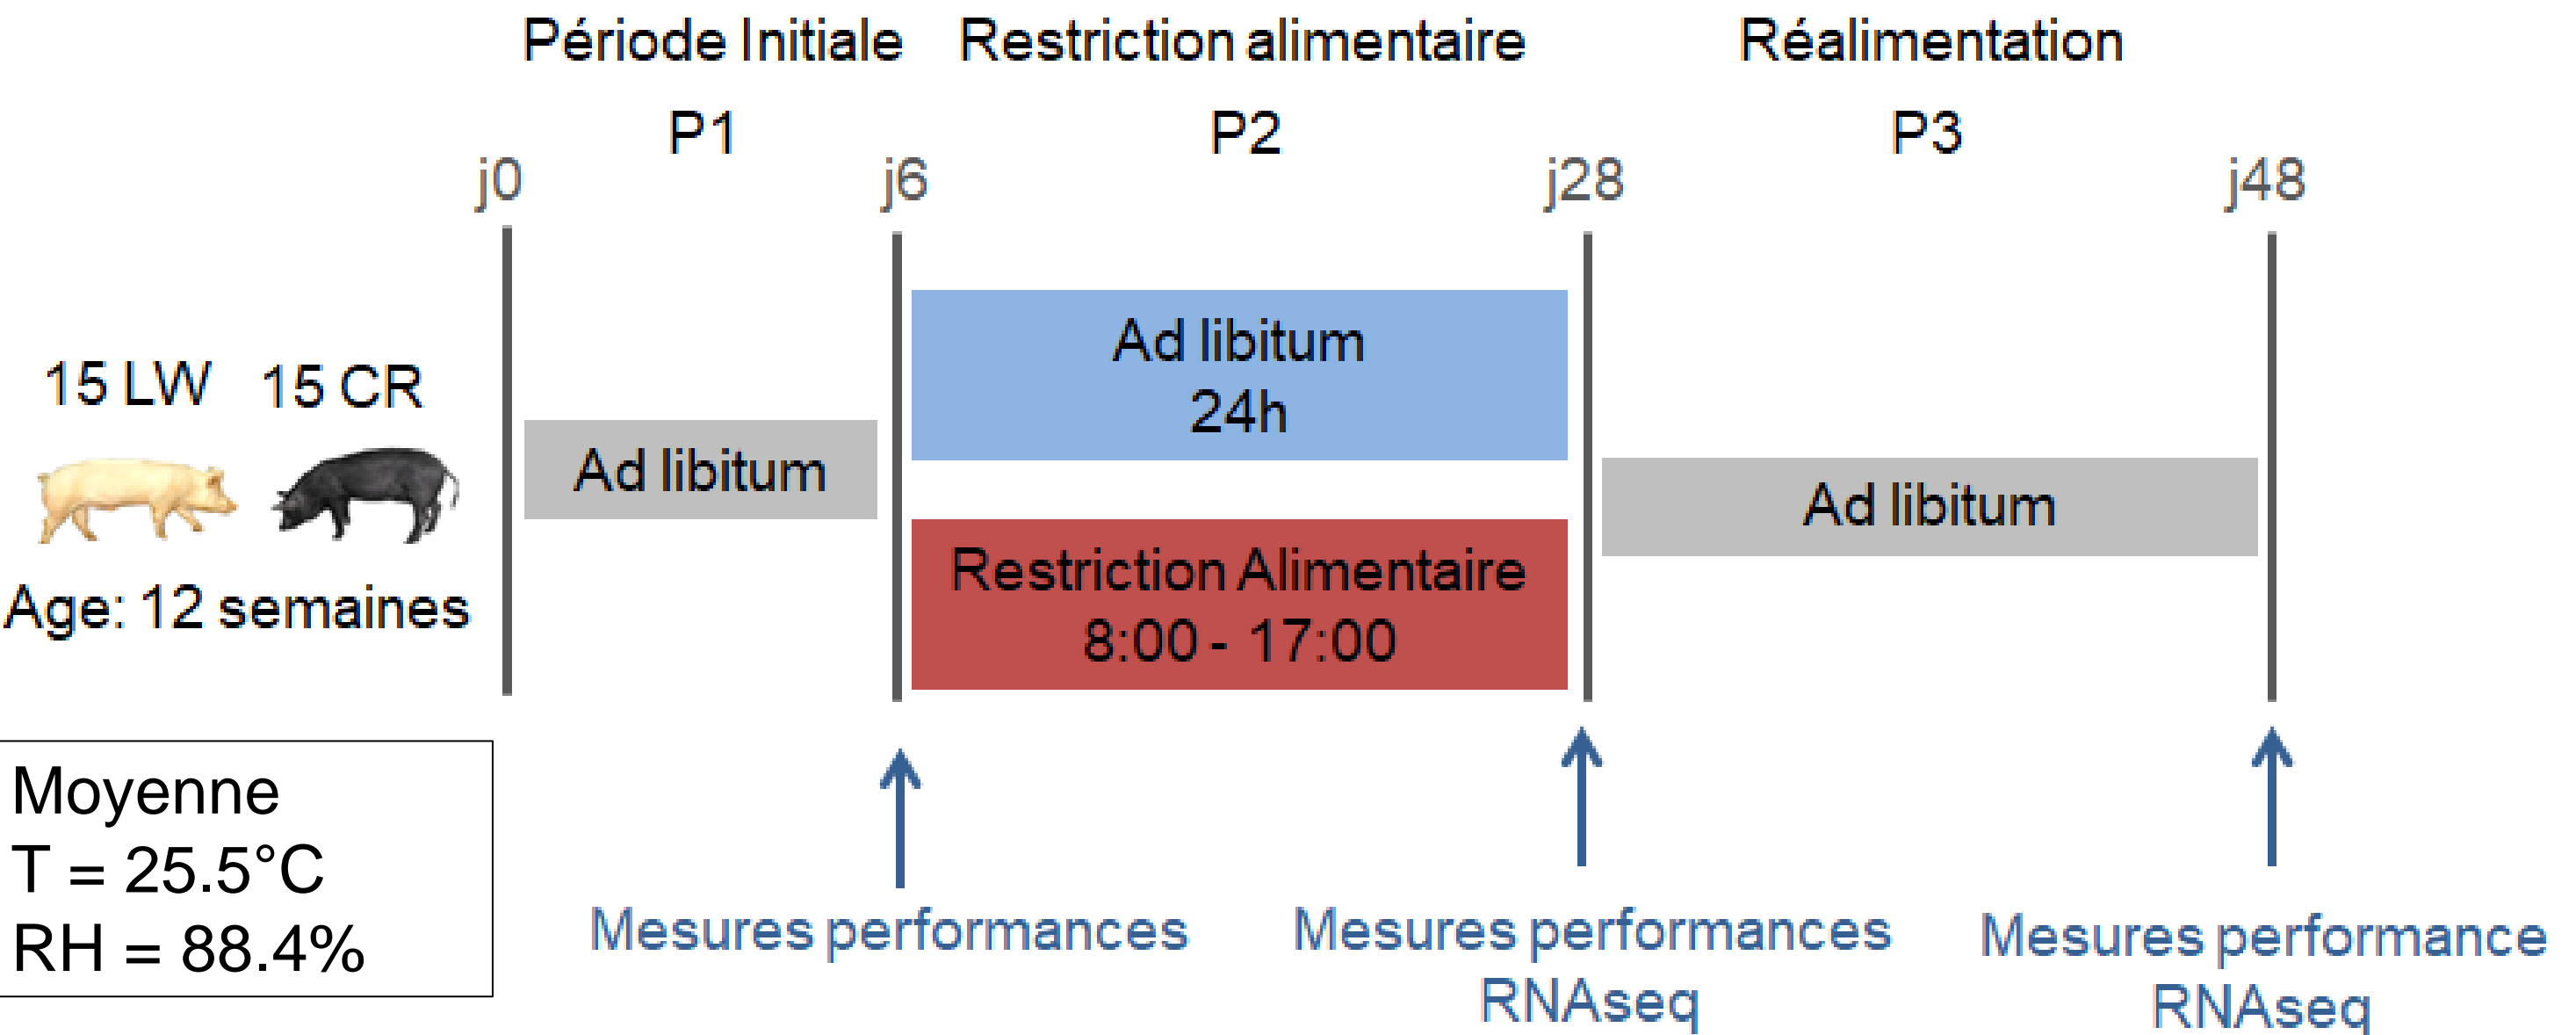 Période Initiale
P1
Restriction alimentaire
P2
Réalimentation
P3
j0
j6
j28
j48
15 LW
15 CR
Age: 12 semaines
Ad libitum
Ad libitum
24h
Restriction Alimentaire
8:00 - 17:00
Ad libitum
Moyenne
T = 25.5°C
RH = 88.4%
Mesures performances
Mesures performances
RNAseq
Mesures performance
RNAseq